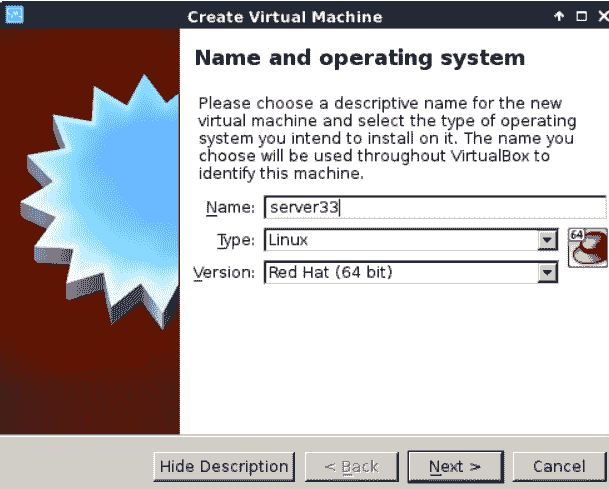 Create Virtual Machine
Name and operating system
Please choose a descriptive name for the new
virtual machine and select the type of operating
system you intend to install on it. The name you
choose will be used throughout VirtualBox to
identify this machine.
Name: server33
Type: Linux
64
Version: Red Hat (64 bit)
Hide Description < Back Next > Cancel